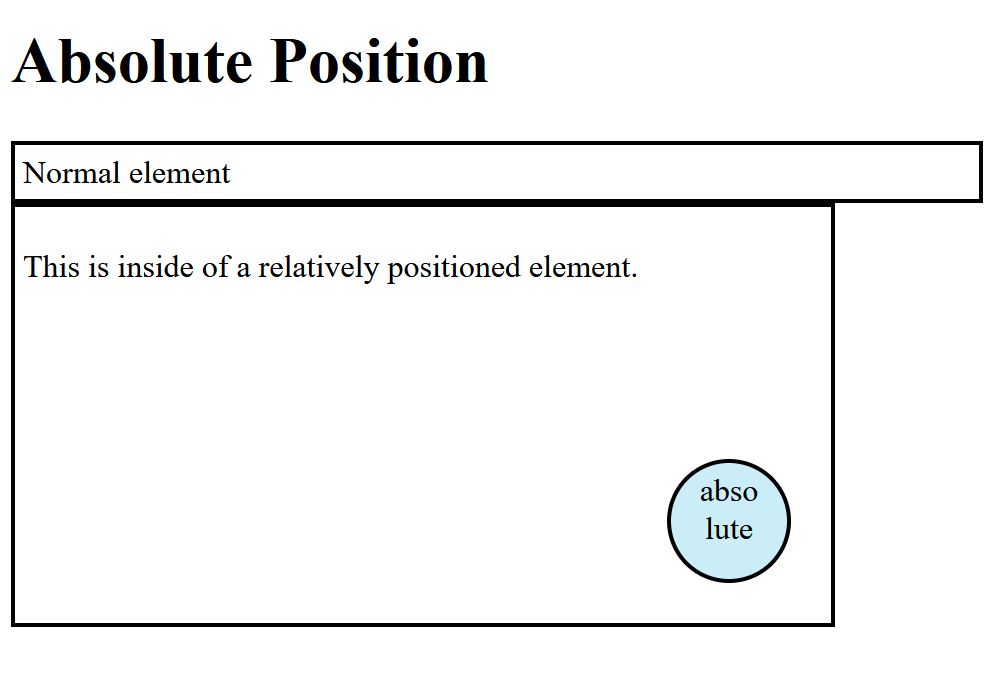 Absolute Position
Normal element
This is inside of a relatively positioned element.
abso
lute